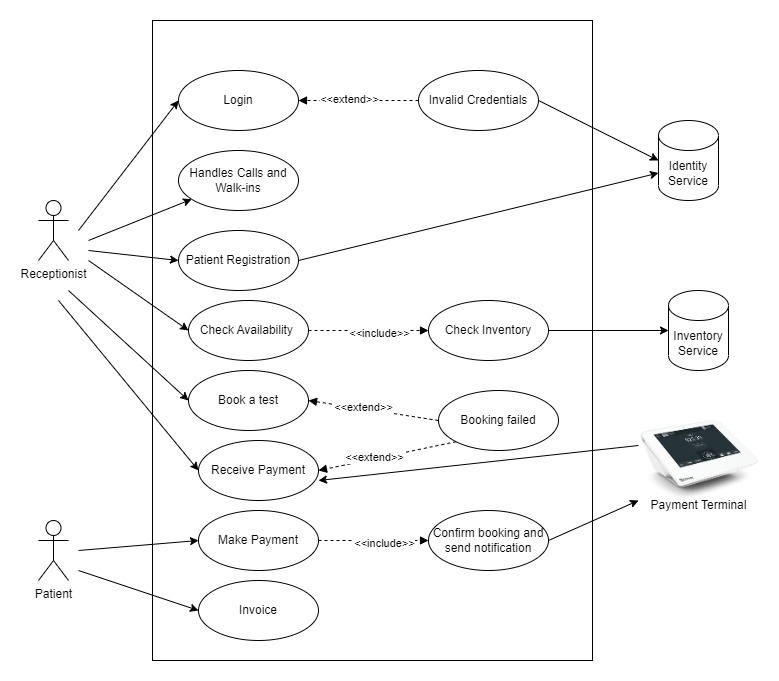 Login
<<extend>>
Invalid Credentials
Identity
Service
Handles Calls and
Walk-ins
Receptionist
Patient Registration
Check Availability
<<include>>
Check Inventory
Inventory
Service
Book a test
<<extend>>
Booking failed
<<extend>>
Receive Payment
Payment Terminal
Make Payment
<<include>>
Confirm booking and
send notification
Patient
Invoice